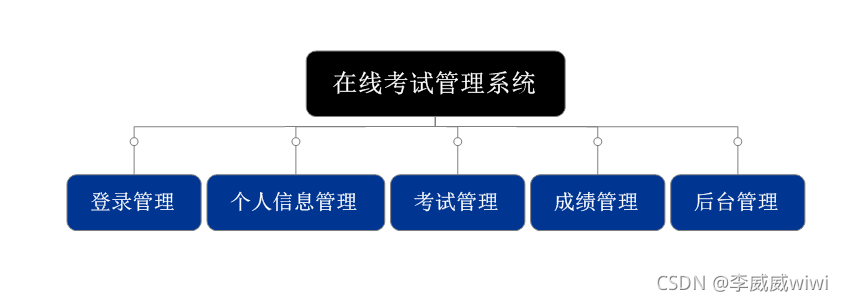 在线考试管理系统
登录管理
个人信息管理
考试管理
成绩管理
后台管理
CSDN @李威威wiwi